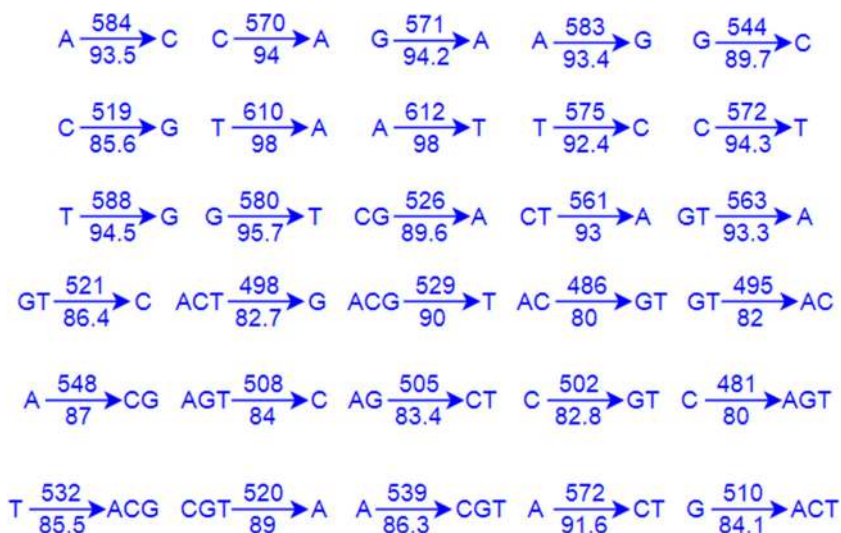 A 584 93.5 C C 570 94 A G 571 94.2 A A 583 93.4 G G 544 89.7 C
C 519 85.6 G T 610 98 A A 612 98 T T 575 92.4 C C 572 94.3 T
T 588 94.5 G G 580 95.7 T CG 526 89.6 A CT 561 93 A GT 563 93.3 A
GT 521 86.4 C ACT 498 82.7 G ACG 529 90 T AC 486 80 GT GT 495 82 AC
A 548 87 CG AGT 508 84 C AG 505 83.4 CT C 502 82.8 GT C 481 80 AGT
T 532 85.5 ACG CGT 520 89 A A 539 86.3 CGT A 572 91.6 CT G 510 84.1 ACT